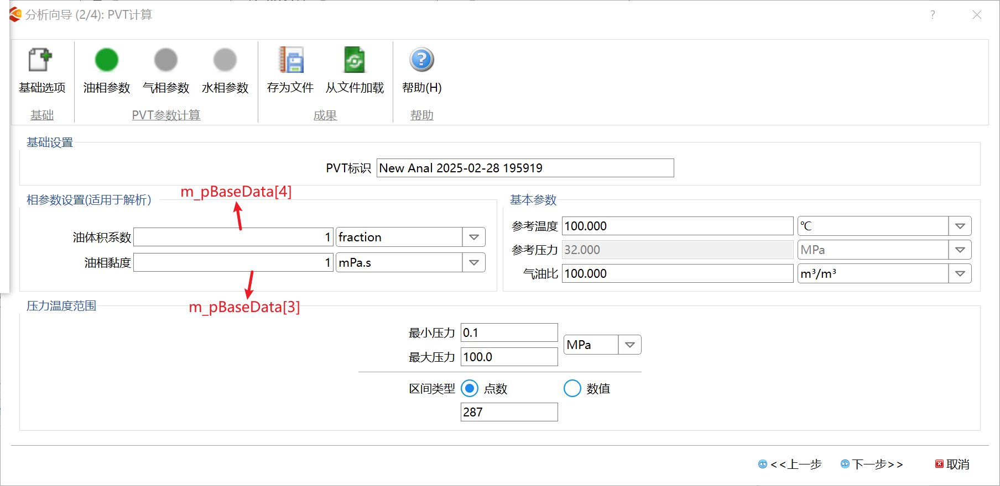 分析向导 (2/4): PVT计算
?
基础选项 油相参数 气相参数 水相参数 存为文件 从文件加载 帮助(H)
基础 PVT参数计算 成果 帮助
基础设置
PVT标识 New Anal 2025-02-28 195919
m_pBaseData[4]
相参数设置(适用于解析)
油体积系数 1 fraction
油相黏度 1 mPa.s
m_pBaseData[3]
基本参数
参考温度 100.000 ℃
参考压力 32.000 MPa
气油比 100.000 m³/m³
压力温度范围
最小压力 0.1
MPa
最大压力 100.0
区间类型 点数 数值
287
<<上一步 下一步>> 取消